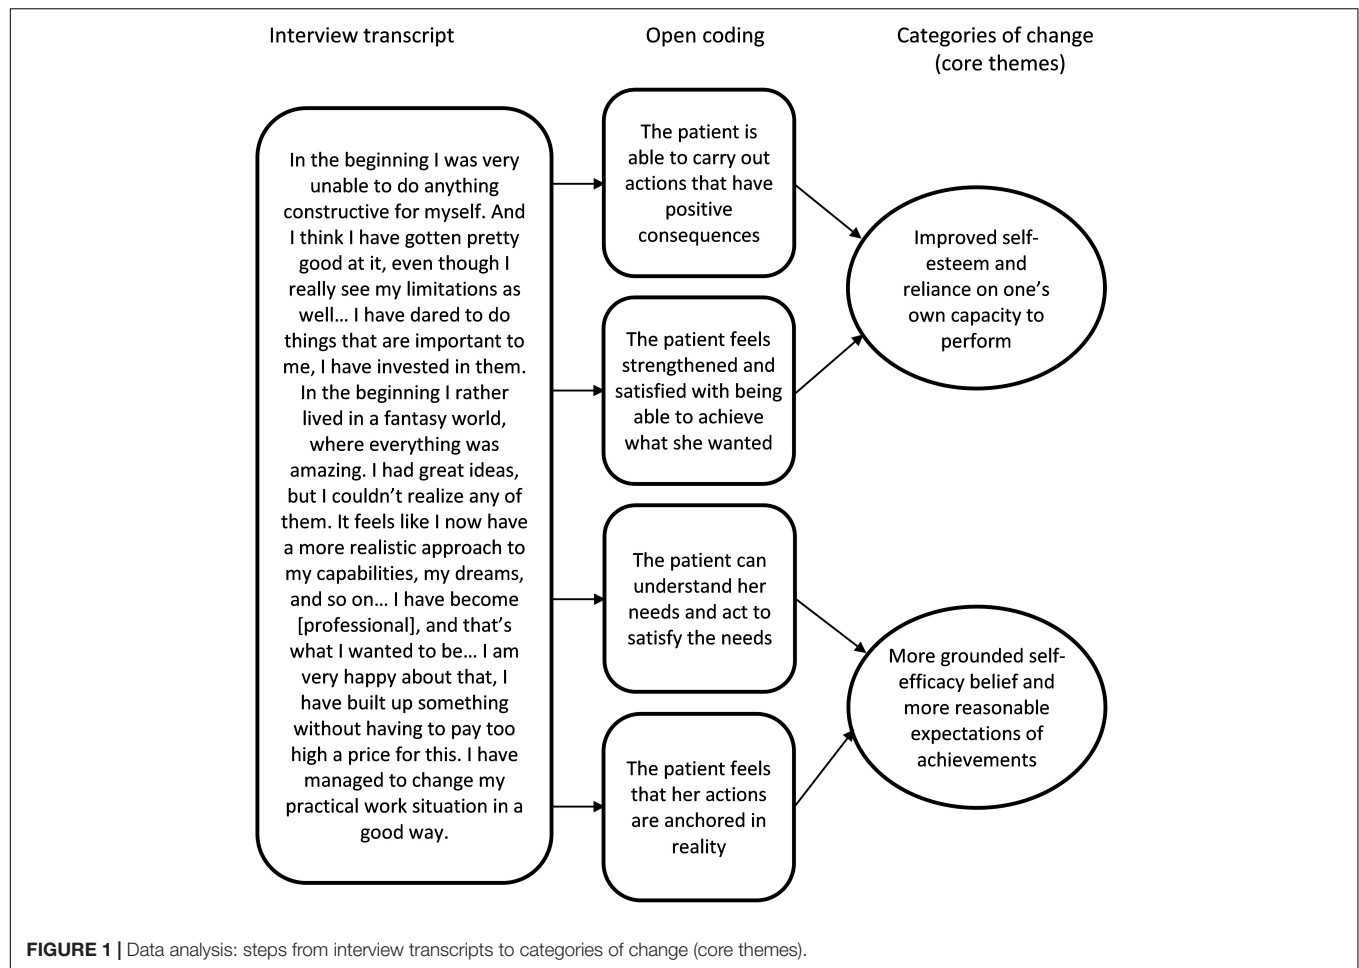 Interview transcript
Open coding
Categories of change
(core themes)
In the beginning I was very
unable to do anything
constructive for myself. And
I think I have gotten pretty
good at it, even though I
really see my limitations as
well... I have dared to do
things that are important to
me, I have invested in them.
In the beginning I rather
lived in a fantasy world,
where everything was
amazing. I had great ideas,
but I couldn’t realize any of
them. It feels like I now have
a more realistic approach to
my capabilities, my dreams,
and so on... I have become
[professional], and that’s
what I wanted to be... I am
very happy about that, I
have built up something
without having to pay too
high a price for this. I have
managed to change my
practical work situation in a
good way.
The patient is
able to carry out
actions that have
positive
consequences
The patient feels
strengthened and
satisfied with being
able to achieve
what she wanted
The patient can
understand her
needs and act to
satisfy the needs
The patient feels
that her actions
are anchored in
reality
Improved self-
esteem and
reliance on one’s
own capacity to
perform
More grounded self-
efficacy belief and
more reasonable
expectations of
achievements
FIGURE 1 | Data analysis: steps from interview transcripts to categories of change (core themes).